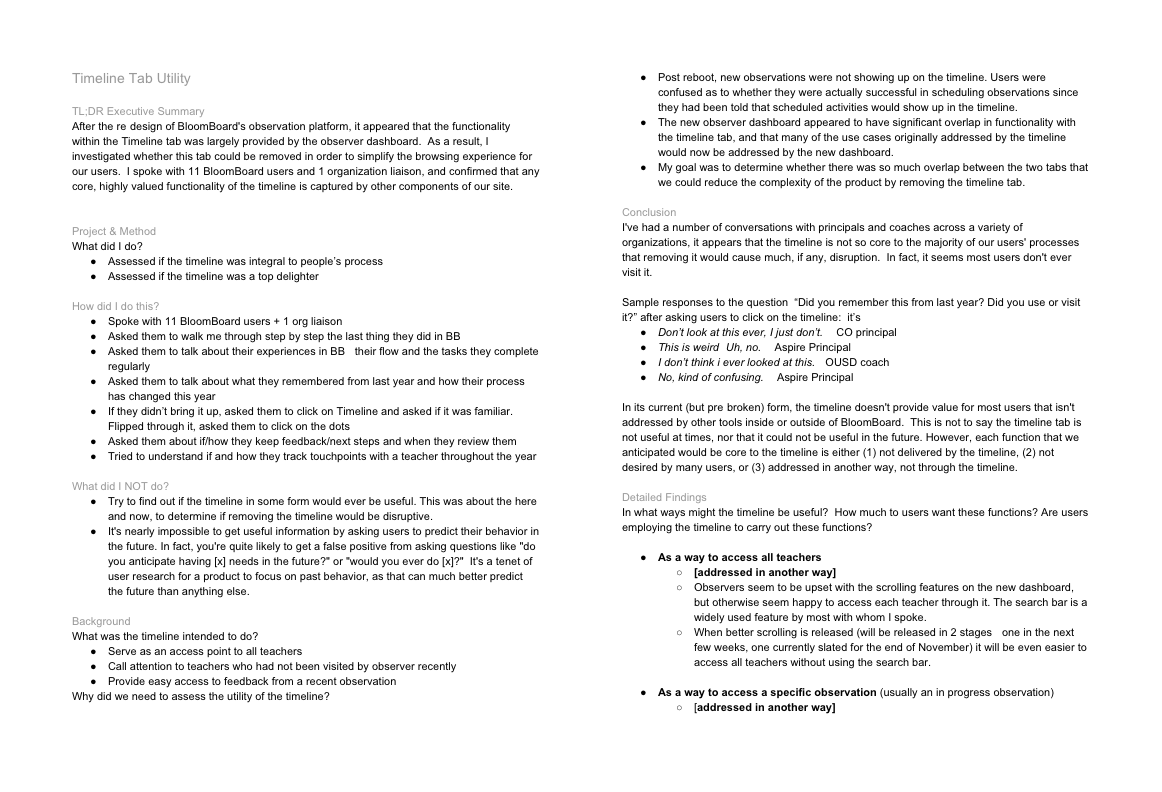 Timeline Tab Utility
TL;DR Executive Summary
After the re design of BloomBoard's observation platform, it appeared that the functionality
within the Timeline tab was largely provided by the observer dashboard.  As a result, I
investigated whether this tab could be removed in order to simplify the browsing experience for
our users.  I spoke with 11 BloomBoard users and 1 organization liaison, and confirmed that any
core, highly valued functionality of the timeline is captured by other components of our site.
Project & Method
What did I do?
● Assessed if the timeline was integral to people's process
● Assessed if the timeline was a top delighter
How did I do this?
● Spoke with 11 BloomBoard users + 1 org liaison
● Asked them to walk me through step by step the last thing they did in BB
● Asked them to talk about their experiences in BB   their flow and the tasks they complete
regularly
● Asked them to talk about what they remembered from last year and how their process
has changed this year
● If they didn't bring it up, asked them to click on Timeline and asked if it was familiar.
Flipped through it, asked them to click on the dots
● Asked them about if/how they keep feedback/next steps and when they review them
● Tried to understand if and how they track touchpoints with a teacher throughout the year
What did I NOT do?
● Try to find out if the timeline in some form would ever be useful. This was about the here
and now, to determine if removing the timeline would be disruptive.
● It's nearly impossible to get useful information by asking users to predict their behavior in
the future. In fact, you're quite likely to get a false positive from asking questions like "do
you anticipate having [x] needs in the future?" or "would you ever do [x]?"  It's a tenet of
user research for a product to focus on past behavior, as that can much better predict
the future than anything else.
Background
What was the timeline intended to do?
● Serve as an access point to all teachers
● Call attention to teachers who had not been visited by observer recently
● Provide easy access to feedback from a recent observation
Why did we need to assess the utility of the timeline?
● Post reboot, new observations were not showing up on the timeline. Users were
confused as to whether they were actually successful in scheduling observations since
they had been told that scheduled activities would show up in the timeline.
● The new observer dashboard appeared to have significant overlap in functionality with
the timeline tab, and that many of the use cases originally addressed by the timeline
would now be addressed by the new dashboard.
● My goal was to determine whether there was so much overlap between the two tabs that
we could reduce the complexity of the product by removing the timeline tab.
Conclusion
I've had a number of conversations with principals and coaches across a variety of
organizations, it appears that the timeline is not so core to the majority of our users' processes
that removing it would cause much, if any, disruption.  In fact, it seems most users don't ever
visit it.
Sample responses to the question  "Did you remember this from last year? Did you use or visit
it?" after asking users to click on the timeline:  it's
● Don't look at this ever, I just don't.    CO principal
● This is weird  Uh, no.    Aspire Principal
● I don't think i ever looked at this.   OUSD coach
● No, kind of confusing.    Aspire Principal
In its current (but pre broken) form, the timeline doesn't provide value for most users that isn't
addressed by other tools inside or outside of BloomBoard.  This is not to say the timeline tab is
not useful at times, nor that it could not be useful in the future. However, each function that we
anticipated would be core to the timeline is either (1) not delivered by the timeline, (2) not
desired by many users, or (3) addressed in another way, not through the timeline.
Detailed Findings
In what ways might the timeline be useful?  How much to users want these functions? Are users
employing the timeline to carry out these functions?
● As a way to access all teachers
○ [addressed in another way]
○ Observers seem to be upset with the scrolling features on the new dashboard,
but otherwise seem happy to access each teacher through it. The search bar is a
widely used feature by most with whom I spoke.
○ When better scrolling is released (will be released in 2 stages   one in the next
few weeks, one currently slated for the end of November) it will be even easier to
access all teachers without using the search bar.
● As a way to access a specific observation (usually an in progress observation)
○ [addressed in another way]